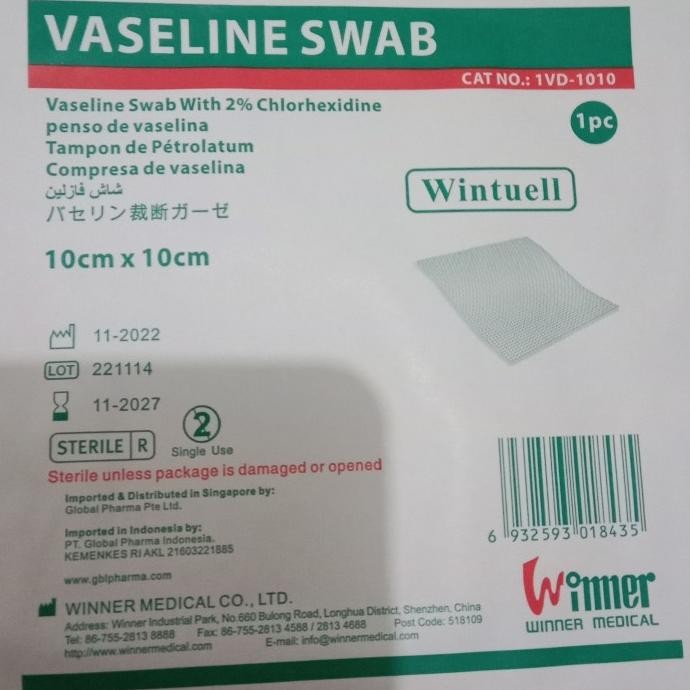 VASELINE SWAB
CAT NO.: 1VD-1010
Vaseline Swab With 2% Chlorhexidine
penso de vaselina
Tampon de Pétrolatum
Compresa de vaselina
شاش فازلين
バセリン裁断ガーゼ
1pc
Wintuell
10cm x 10cm
11-2022
LOT 221114
11-2027
STERILE R
2
Single Use
Sterile unless package is damaged or opened
Imported & Distributed in Singapore by:
Global Pharma Pte Ltd.
Imported in Indonesia by:
PT. Global Pharma Indonesia.
KEMENKES RI AKL 21603221885
www.gblpharma.com
6 932593 018435
WINNER MEDICAL CO., LTD.
Address: Winner Industrial Park, No.660 Bulong Road, Longhua District, Shenzhen, China
Tel: 86-755-2813 8888 Fax: 86-755-2813 4588 / 2813 4688 Post Code: 518109
http://www.winnermedical.com E-mail: info@winnermedical.com
Winner
WINNER MEDICAL